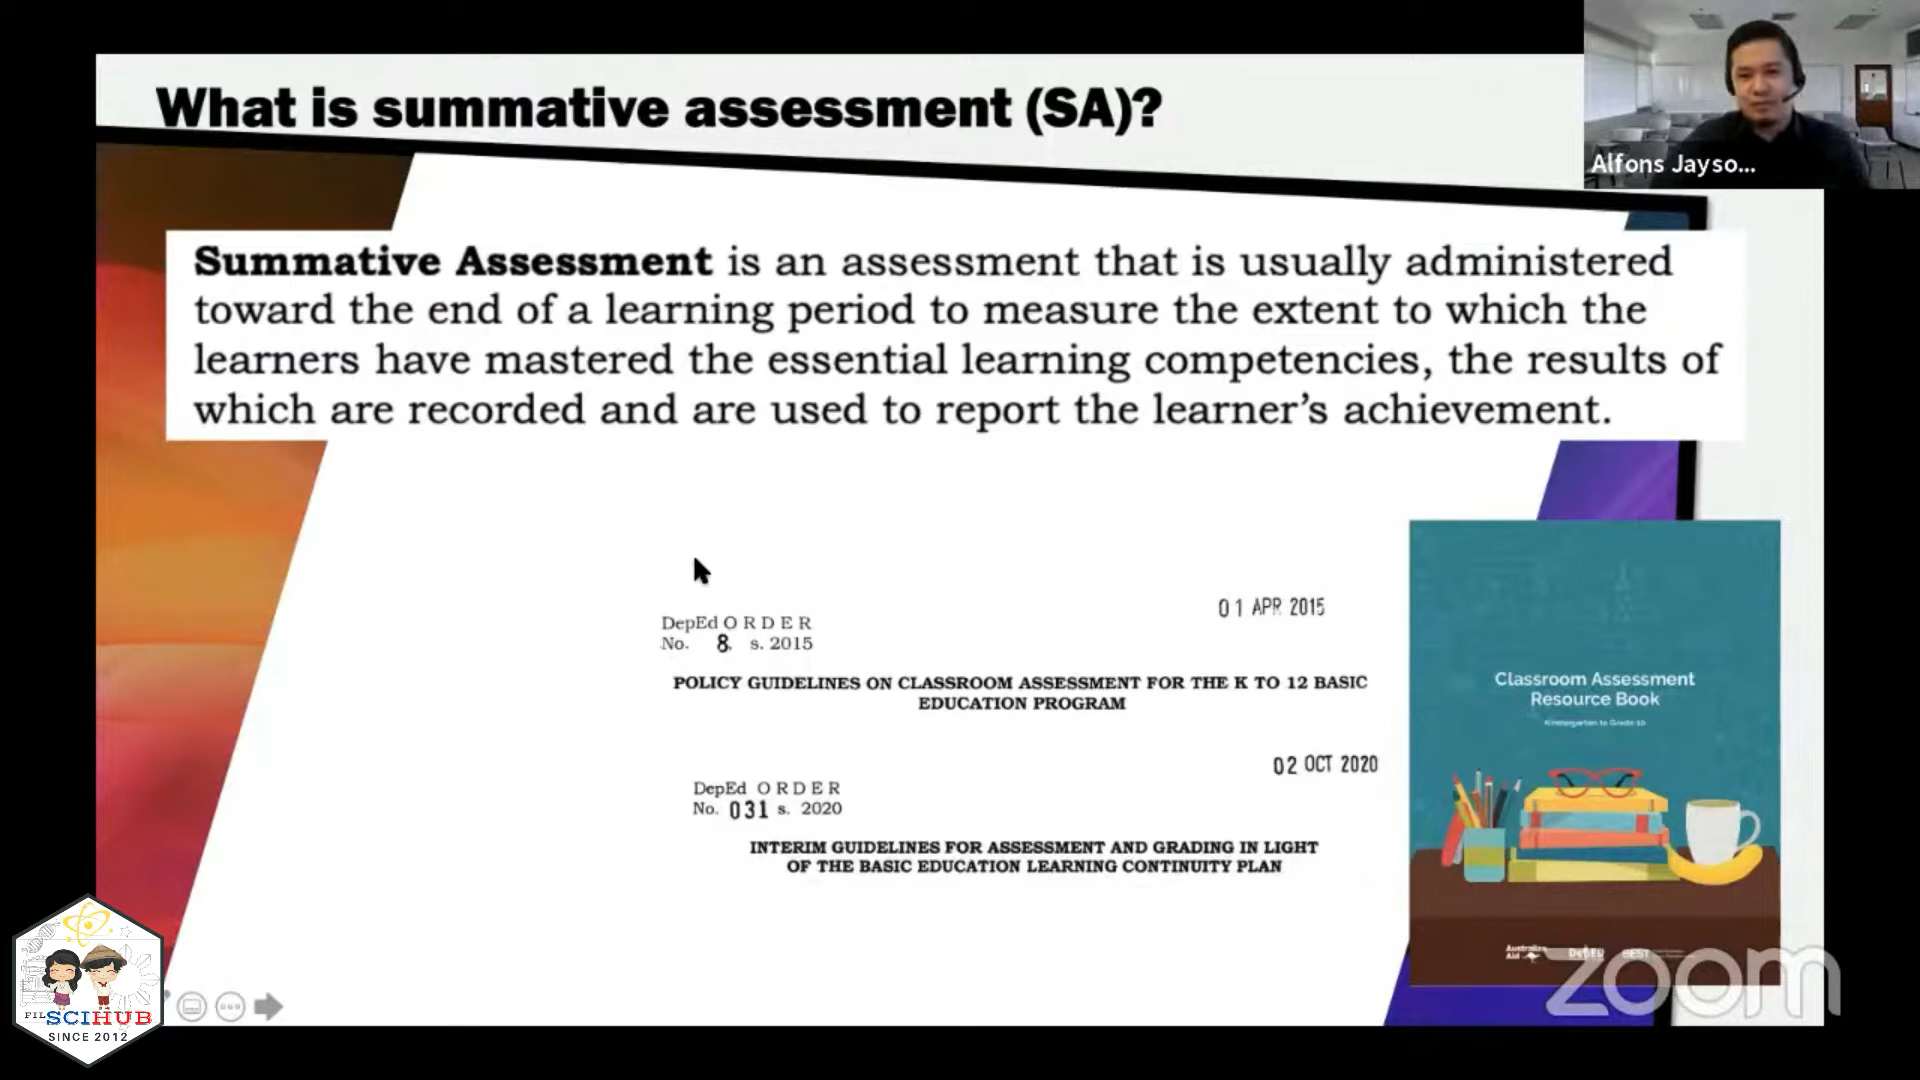 What is summative assessment (SA)?
Alfons Jayso...
Summative Assessment is an assessment that is usually administered
toward the end of a learning period to measure the extent to which the
learners have mastered the essential learning competencies, the results of
which are recorded and are used to report the learner's achievement.
01 APR 2015
DepEd ORDER
No. 8, s. 2015
POLICY GUIDELINES ON CLASSROOM ASSESSMENT FOR THE K TO 12 BASIC
EDUCATION PROGRAM
02 OCT 2020
DepEd ORDER
No. 031 s. 2020
INTERIM GUIDELINES FOR ASSESSMENT AND GRADING IN LIGHT
OF THE BASIC EDUCATION LEARNING CONTINUITY PLAN
Classroom Assessment
Resource Book
Kindergarten to Grade 10
Australian
Aid
DepED
BEST
zoom
FIL SCIHUB
SINCE 2012